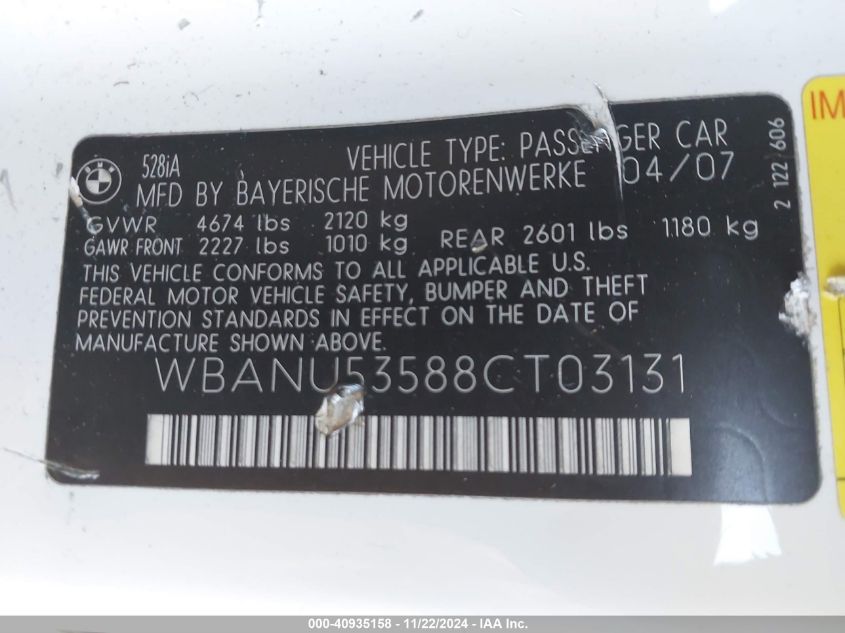 BMW
528iA
VEHICLE TYPE: PASSENGER CAR
MFD BY BAYERISCHE MOTORENWERKE 04/07
GVWR 4674 lbs 2120 kg
GAWR FRONT 2227 lbs 1010 kg REAR 2601 lbs 1180 kg
THIS VEHICLE CONFORMS TO ALL APPLICABLE U.S.
FEDERAL MOTOR VEHICLE SAFETY, BUMPER AND THEFT
PREVENTION STANDARDS IN EFFECT ON THE DATE OF
MANUFACTURE SHOWN ABOVE.
WBANU53588CT03131
2 122 606
IM
000-40935158 - 11/22/2024 - COPART, INC.